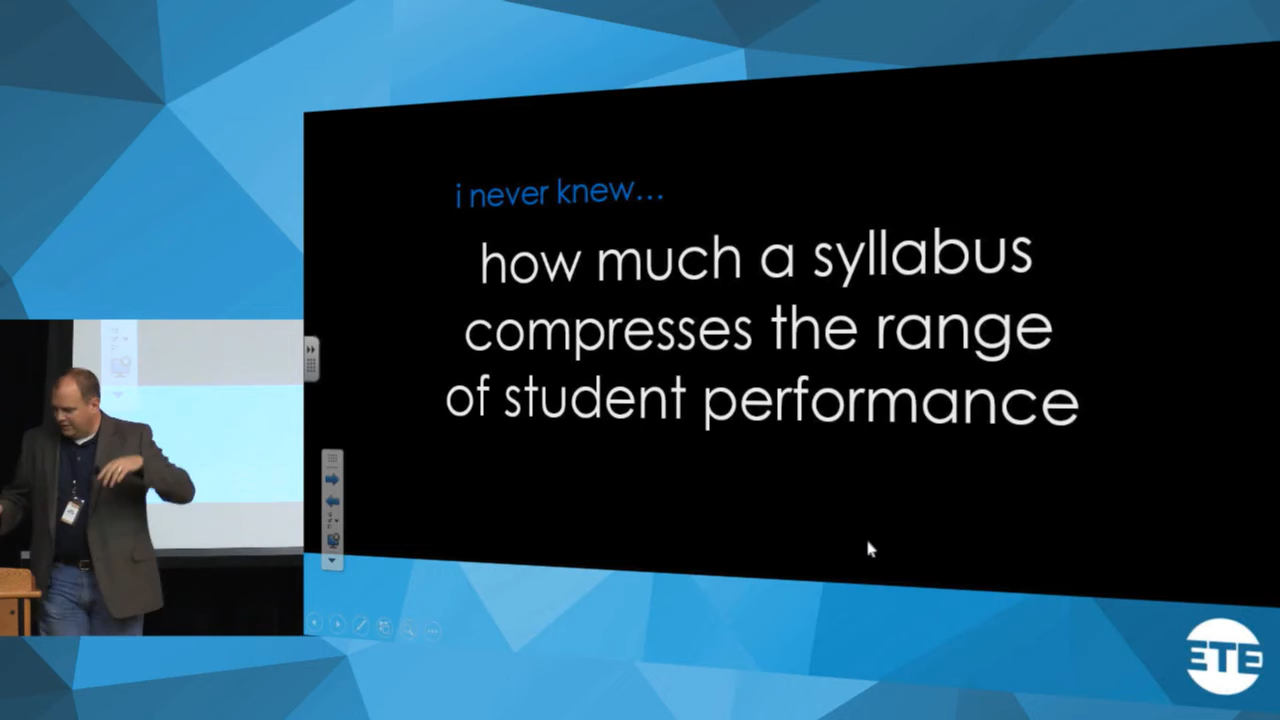 i never knew...
how much a syllabus
compresses the range
of student performance
ETE